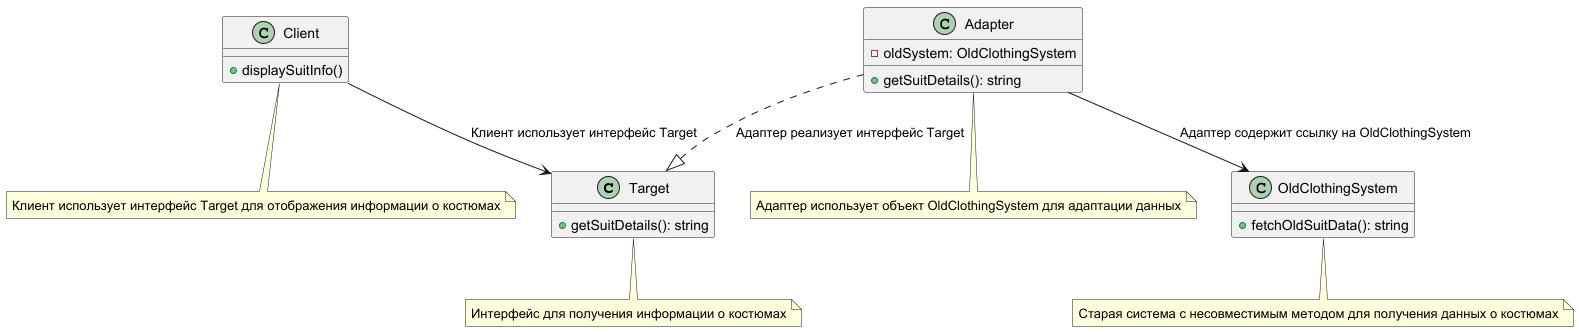 C Client
displaySuitInfo()
C Adapter
oldSystem: OldClothingSystem
getSuitDetails(): string
Клиент использует интерфейс Target
Адаптер реализует интерфейс Target
Адаптер содержит ссылку на OldClothingSystem
Клиент использует интерфейс Target для отображения информации о костюмах
C Target
getSuitDetails(): string
Адаптер использует объект OldClothingSystem для адаптации данных
C OldClothingSystem
fetchOldSuitData(): string
Интерфейс для получения информации о костюмах
Старая система с несовместимым методом для получения данных о костюмах